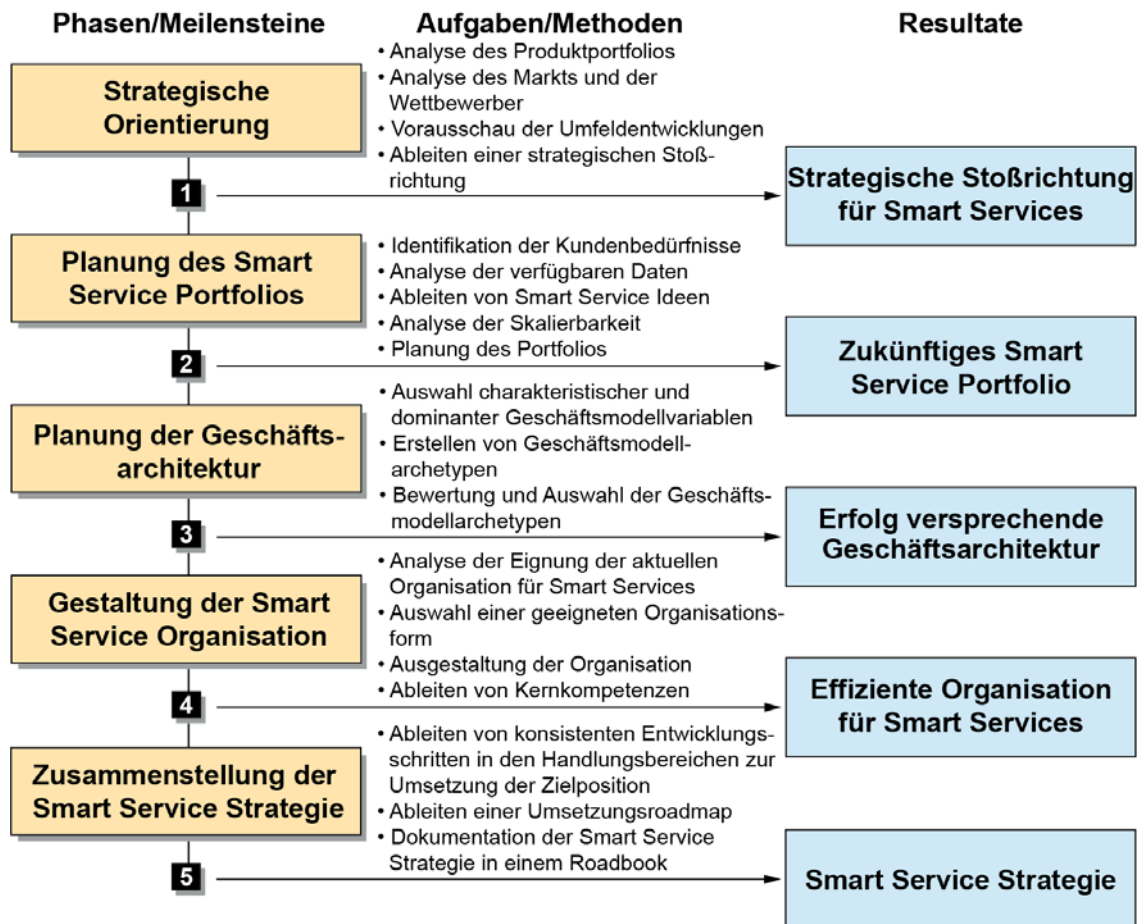 Phasen/Meilensteine
Aufgaben/Methoden
Resultate
Strategische
Orientierung
• Analyse des Produktportfolios
• Analyse des Markts und der
Wettbewerber
• Vorausschau der Umfeldentwicklungen
• Ableiten einer strategischen Stoß-
richtung
1
Strategische Stoßrichtung
für Smart Services
Planung des Smart
Service Portfolios
• Identifikation der Kundenbedürfnisse
• Analyse der verfügbaren Daten
• Ableiten von Smart Service Ideen
• Analyse der Skalierbarkeit
• Planung des Portfolios
2
Zukünftiges Smart
Service Portfolio
Planung der Geschäfts-
architektur
• Auswahl charakteristischer und
dominanter Geschäftsmodellvariablen
• Erstellen von Geschäftsmodell-
archetypen
• Bewertung und Auswahl der Geschäfts-
modellarchetypen
3
Erfolg versprechende
Geschäftsarchitektur
Gestaltung der Smart
Service Organisation
• Analyse der Eignung der aktuellen
Organisation für Smart Services
• Auswahl einer geeigneten Organisations-
form
• Ausgestaltung der Organisation
• Ableiten von Kernkompetenzen
4
Effiziente Organisation
für Smart Services
Zusammenstellung der
Smart Service Strategie
• Ableiten von konsistenten Entwicklungs-
schritten in den Handlungsbereichen zur
Umsetzung der Zielposition
• Ableiten einer Umsetzungsroadmap
• Dokumentation der Smart Service
Strategie in einem Roadbook
5
Smart Service Strategie